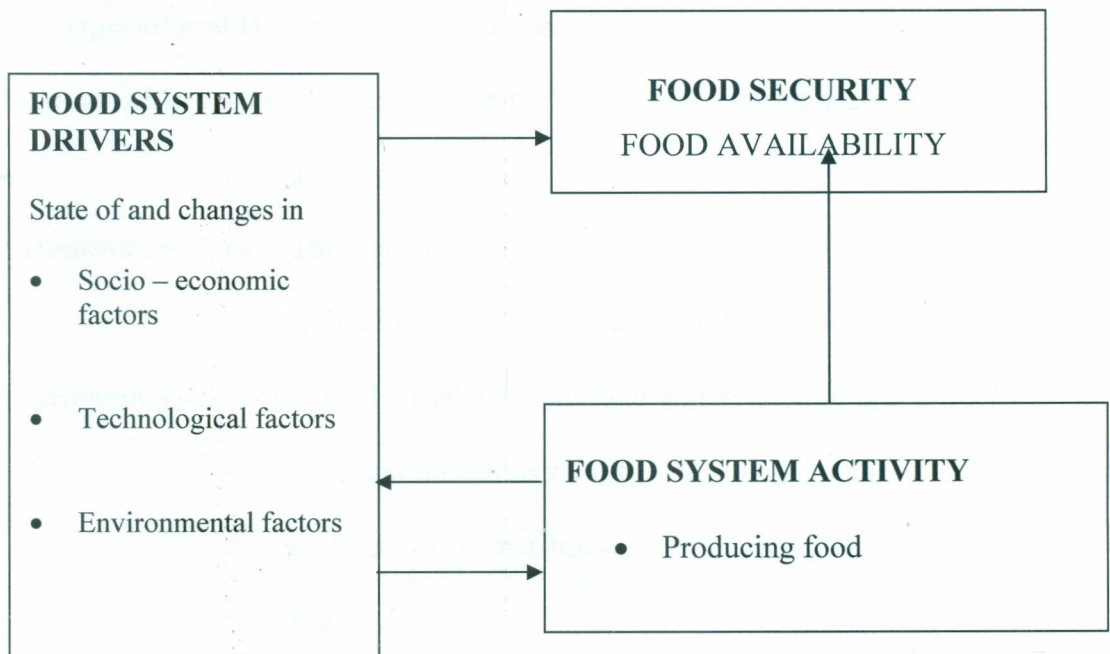 FOOD SYSTEM
DRIVERS
State of and changes in
• Socio – economic
factors
• Technological factors
• Environmental factors
FOOD SECURITY
FOOD AVAILABILITY
FOOD SYSTEM ACTIVITY
• Producing food